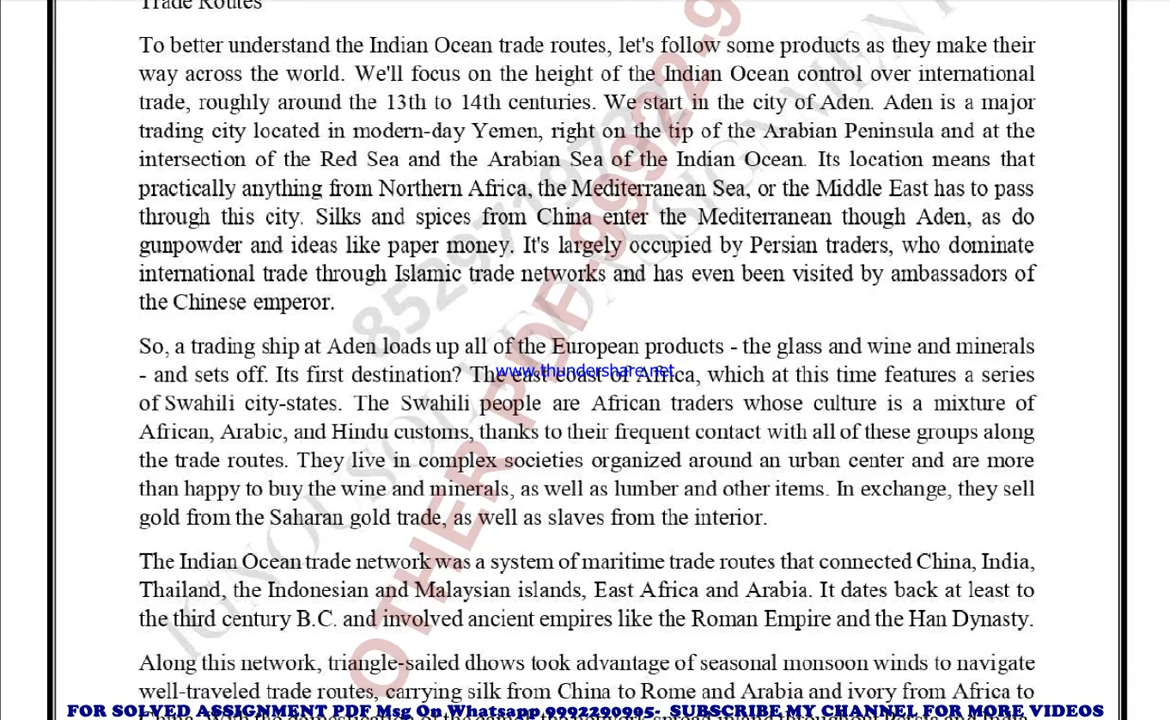 Trade Routes
To better understand the Indian Ocean trade routes, let's follow some products as they make their
way across the world. We'll focus on the height of the Indian Ocean control over international
trade, roughly around the 13th to 14th centuries. We start in the city of Aden. Aden is a major
trading city located in modern-day Yemen, right on the tip of the Arabian Peninsula and at the
intersection of the Red Sea and the Arabian Sea of the Indian Ocean. Its location means that
practically anything from Northern Africa, the Mediterranean Sea, or the Middle East has to pass
through this city. Silks and spices from China enter the Mediterranean though Aden, as do
gunpowder and ideas like paper money. It's largely occupied by Persian traders, who dominate
international trade through Islamic trade networks and has even been visited by ambassadors of
the Chinese emperor.
So, a trading ship at Aden loads up all of the European products - the glass and wine and minerals
- and sets off. Its first destination? The east coast of Africa, which at this time features a series
www.thundershare.net
of Swahili city-states. The Swahili people are African traders whose culture is a mixture of
African, Arabic, and Hindu customs, thanks to their frequent contact with all of these groups along
the trade routes. They live in complex societies organized around an urban center and are more
than happy to buy the wine and minerals, as well as lumber and other items. In exchange, they sell
gold from the Saharan gold trade, as well as slaves from the interior.
The Indian Ocean trade network was a system of maritime trade routes that connected China, India,
Thailand, the Indonesian and Malaysian islands, East Africa and Arabia. It dates back at least to
the third century B.C. and involved ancient empires like the Roman Empire and the Han Dynasty.
Along this network, triangle-sailed dhows took advantage of seasonal monsoon winds to navigate
well-traveled trade routes, carrying silk from China to Rome and Arabia and ivory from Africa to
FOR SOLVED ASSIGNMENT PDF Msg On Whatsapp 9992290995- SUBSCRIBE MY CHANNEL FOR MORE VIDEOS
OTHER PDF-99922-9
IGNOU SOLVED ASSIGNMENT